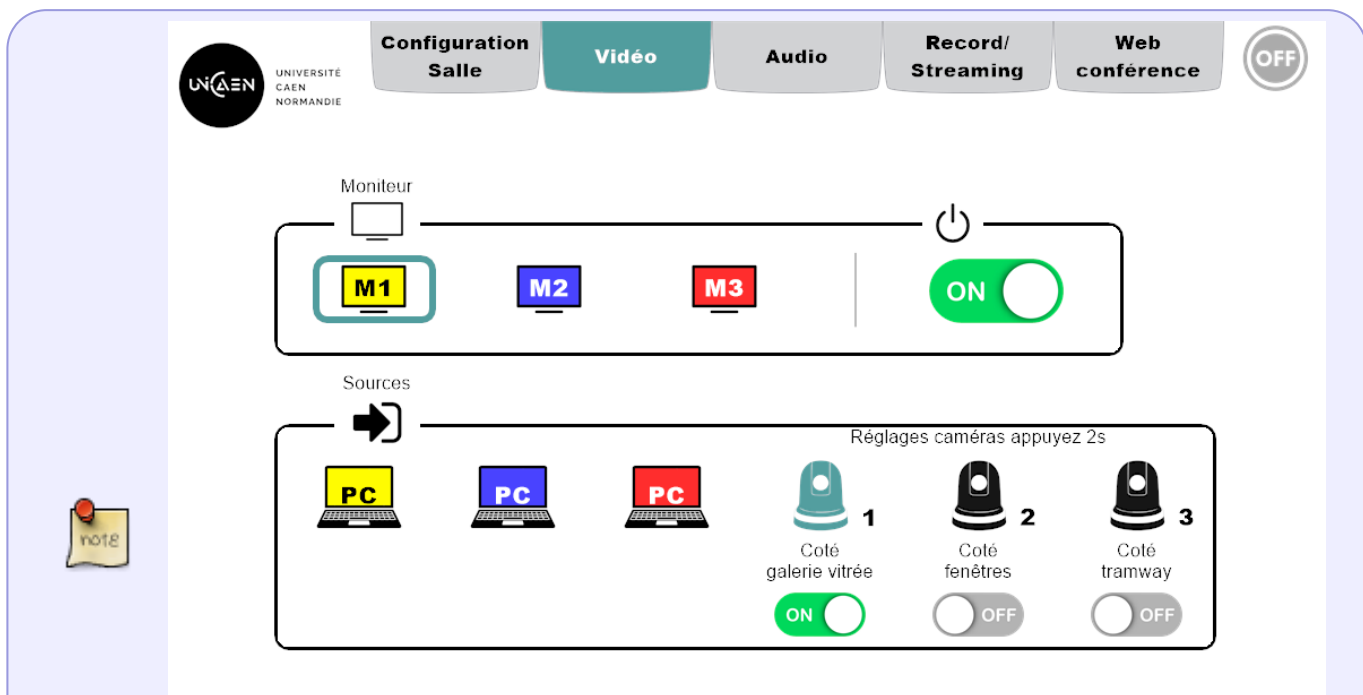 Configuration
Salle
Vidéo
Audio
Record/
Streaming
Web
conférence
OFF
UNICAEN
UNIVERSITÉ
CAEN
NORMANDIE
Moniteur
M1
M2
M3
ON
Sources
Réglages caméras appuyez 2s
PC
PC
PC
1
2
3
Coté
galerie vitrée
Coté
fenêtres
Coté
tramway
ON
OFF
OFF
note